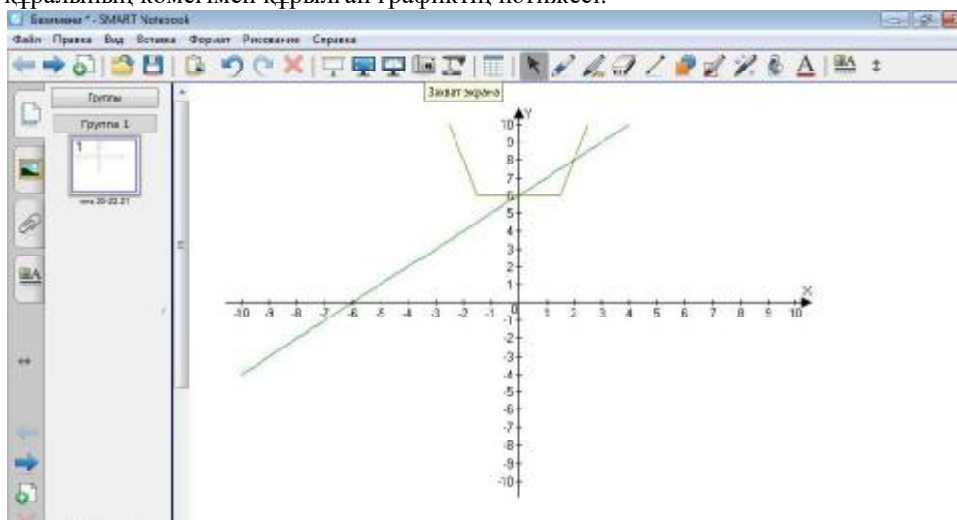 құралының көмегімен құрылған графиктің нәтижесі.
- SMART Notebook
Файл Правка Вид Вставка Формат Рисование Справка
Захват экрана
Группы
Группа 1
1
Y
10
9
8
7
6
5
4
3
2
1
X
-10 -9 -8 -7 -6 -5 -4 -3 -2 -1 0 1 2 3 4 5 6 7 8 9 10
-1
-2
-3
-4
-5
-6
-7
-8
-9
-10